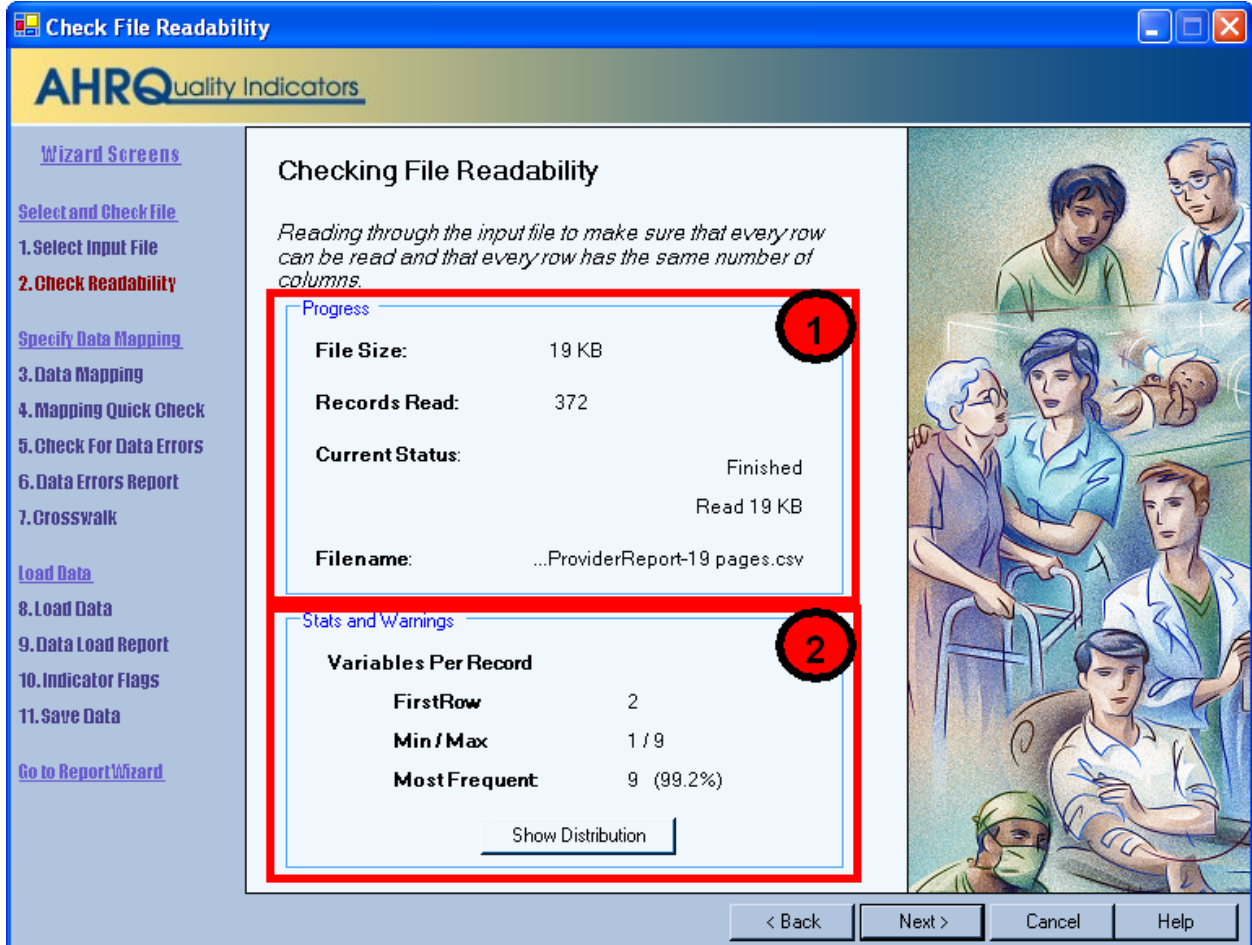 Check File Readability
AHRQuality Indicators
Wizard Screens
Select and Check File
1. Select Input File
2. Check Readability
Specify Data Mapping
3. Data Mapping
4. Mapping Quick Check
5. Check For Data Errors
6. Data Errors Report
7. Crosswalk
Load Data
8. Load Data
9. Data Load Report
10. Indicator Flags
11. Save Data
Go to Report Wizard
Checking File Readability
Reading through the input file to make sure that every row
can be read and that every row has the same number of
columns.
Progress
1
File Size: 19 KB
Records Read: 372
Current Status:
Finished
Read 19 KB
Filename: ...ProviderReport-19 pages.csv
Stats and Warnings
2
Variables Per Record
First Row 2
Min / Max 1 / 9
Most Frequent 9 (99.2%)
Show Distribution
< Back Next > Cancel Help